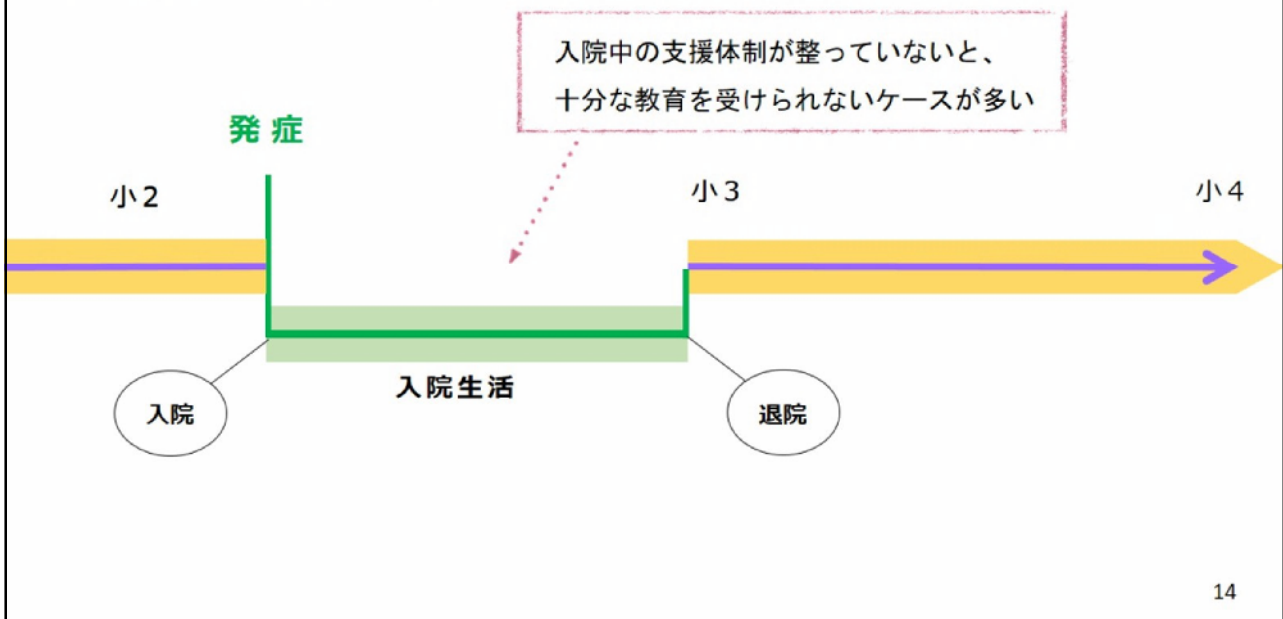 入院中の支援体制が整っていないと、
十分な教育を受けられないケースが多い
発症
小２
小３
小４
入院生活
入院
退院
14